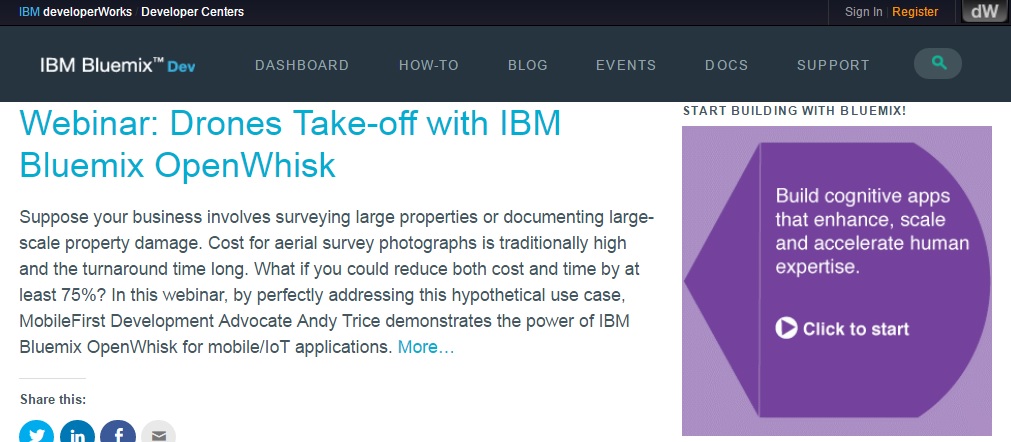 IBM developerWorks / Developer Centers
Sign In | Register
dW
IBM Bluemix™ Dev
DASHBOARD
HOW-TO
BLOG
EVENTS
DOCS
SUPPORT
Webinar: Drones Take-off with IBM
Bluemix OpenWhisk
Suppose your business involves surveying large properties or documenting large-
scale property damage. Cost for aerial survey photographs is traditionally high
and the turnaround time long. What if you could reduce both cost and time by at
least 75%? In this webinar, by perfectly addressing this hypothetical use case,
MobileFirst Development Advocate Andy Trice demonstrates the power of IBM
Bluemix OpenWhisk for mobile/IoT applications. More…
Share this:
in
f
START BUILDING WITH BLUEMIX!
Build cognitive apps
that enhance, scale
and accelerate human
expertise.
Click to start